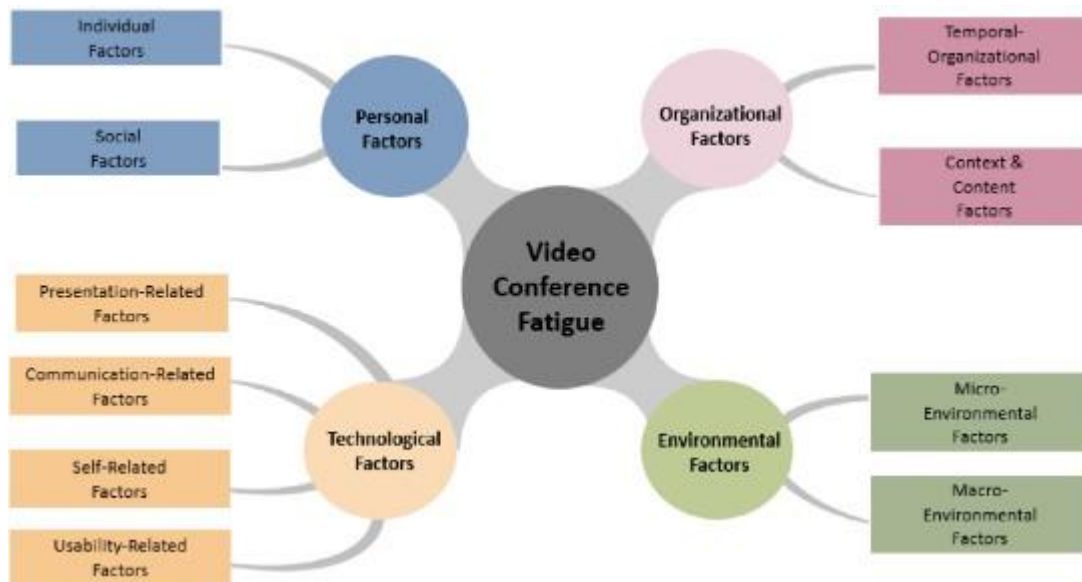 Individual
Factors
Social
Factors
Personal
Factors
Organizational
Factors
Temporal-
Organizational
Factors
Context &
Content
Factors
Video
Conference
Fatigue
Presentation-Related
Factors
Communication-Related
Factors
Self-Related
Factors
Usability-Related
Factors
Technological
Factors
Environmental
Factors
Micro-
Environmental
Factors
Macro-
Environmental
Factors